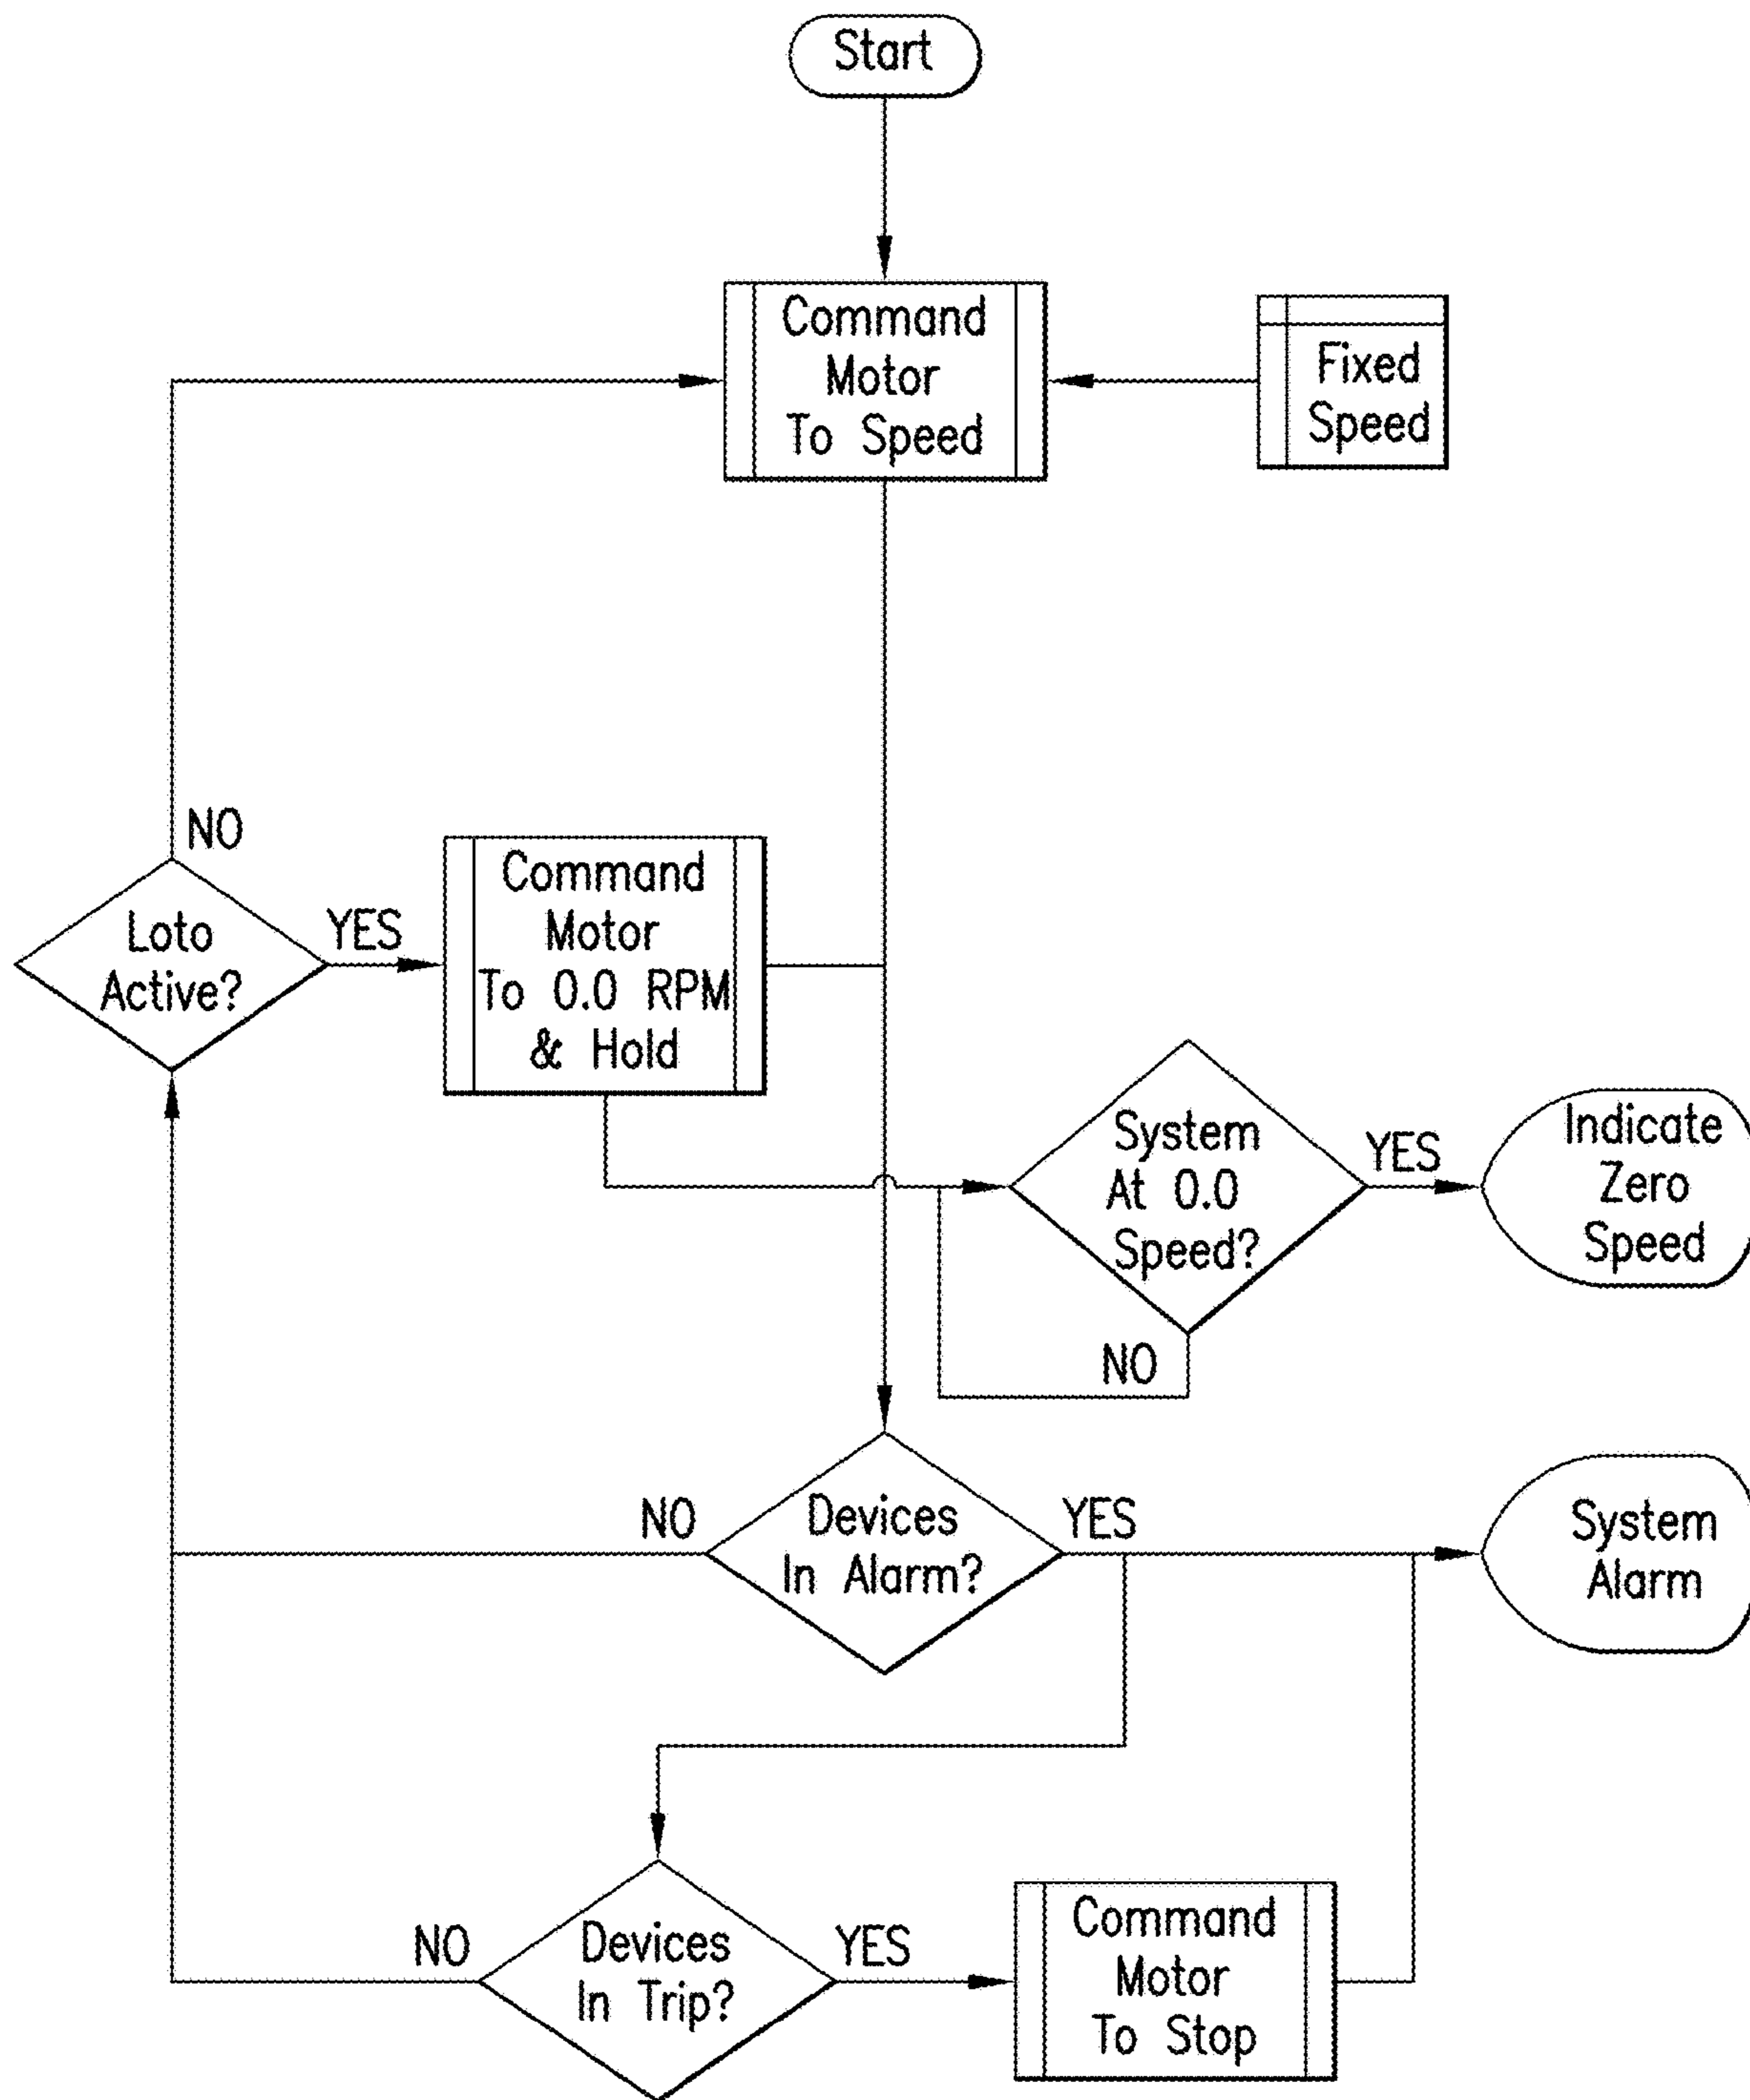 Start
Command
Motor
To Speed
Fixed
Speed
NO
Loto
Active?
YES
Command
Motor
To 0.0 RPM
& Hold
System
At 0.0
Speed?
YES
Indicate
Zero
Speed
NO
NO
Devices
In Alarm?
YES
System
Alarm
NO
Devices
In Trip?
YES
Command
Motor
To Stop